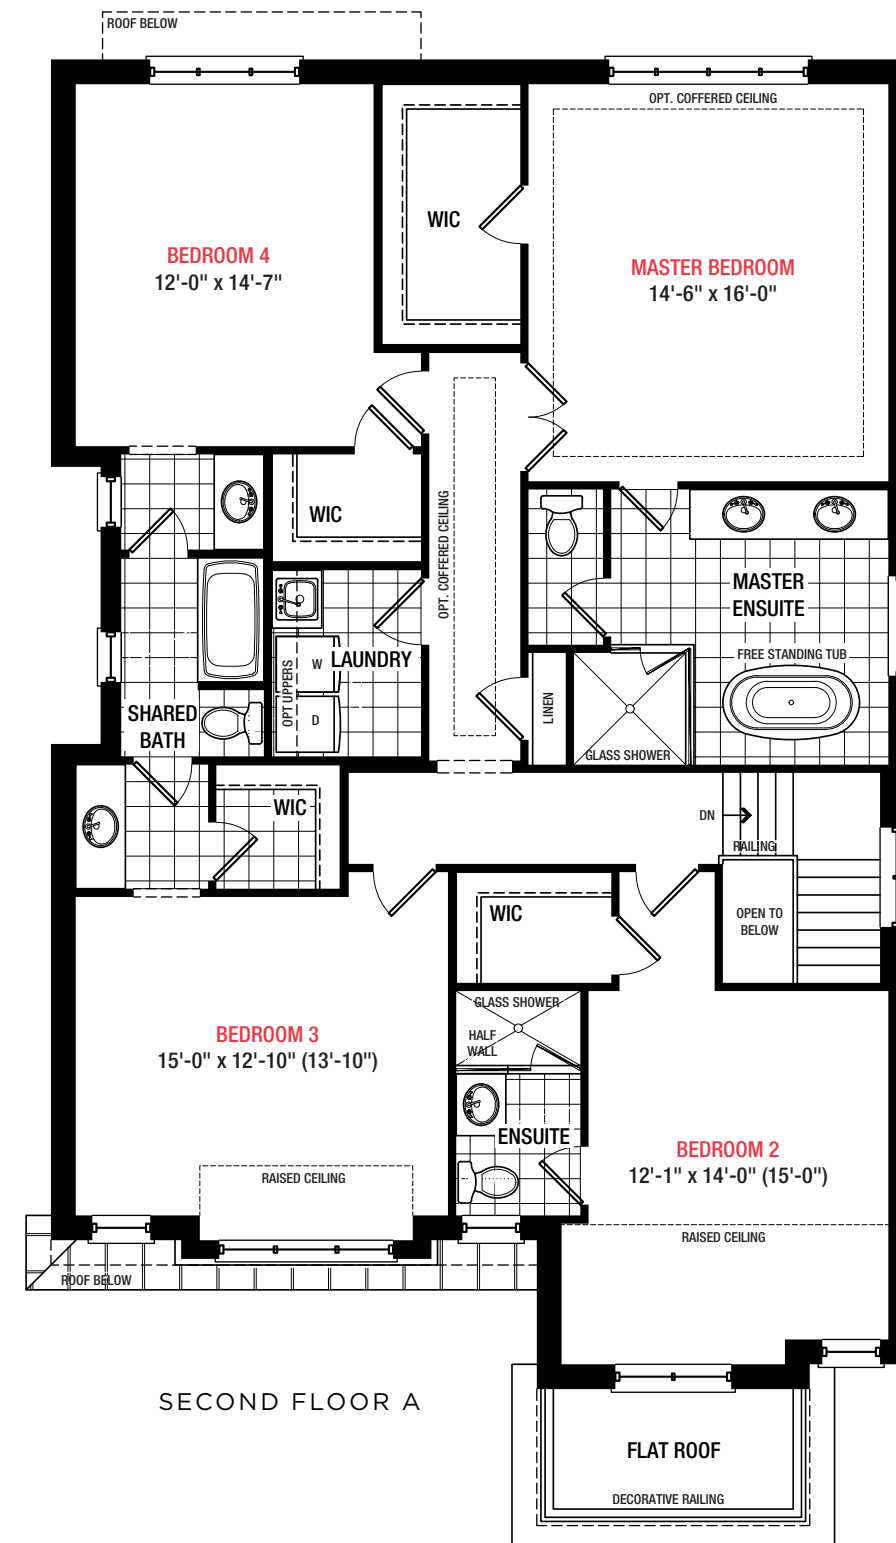 ROOF BELOW
OPT. COFFERED CEILING
WIC
BEDROOM 4
12'-0" x 14'-7"
MASTER BEDROOM
14'-6" x 16'-0"
WIC
OPT. COFFERED CEILING
MASTER
ENSUITE
FREE STANDING TUB
LAUNDRY
W
D
OPT UPPERS
LINEN
GLASS SHOWER
SHARED
BATH
WIC
DN
RAILING
OPEN TO
BELOW
WIC
GLASS SHOWER
HALF
WALL
BEDROOM 3
15'-0" x 12'-10" (13'-10")
ENSUITE
BEDROOM 2
12'-1" x 14'-0" (15'-0")
RAISED CEILING
RAISED CEILING
ROOF BELOW
SECOND FLOOR A
FLAT ROOF
DECORATIVE RAILING